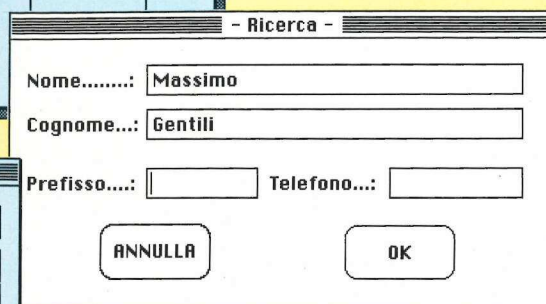 - Ricerca -
Nome........: Massimo
Cognome...: Gentili
Prefisso....: Telefono...:
ANNULLA OK